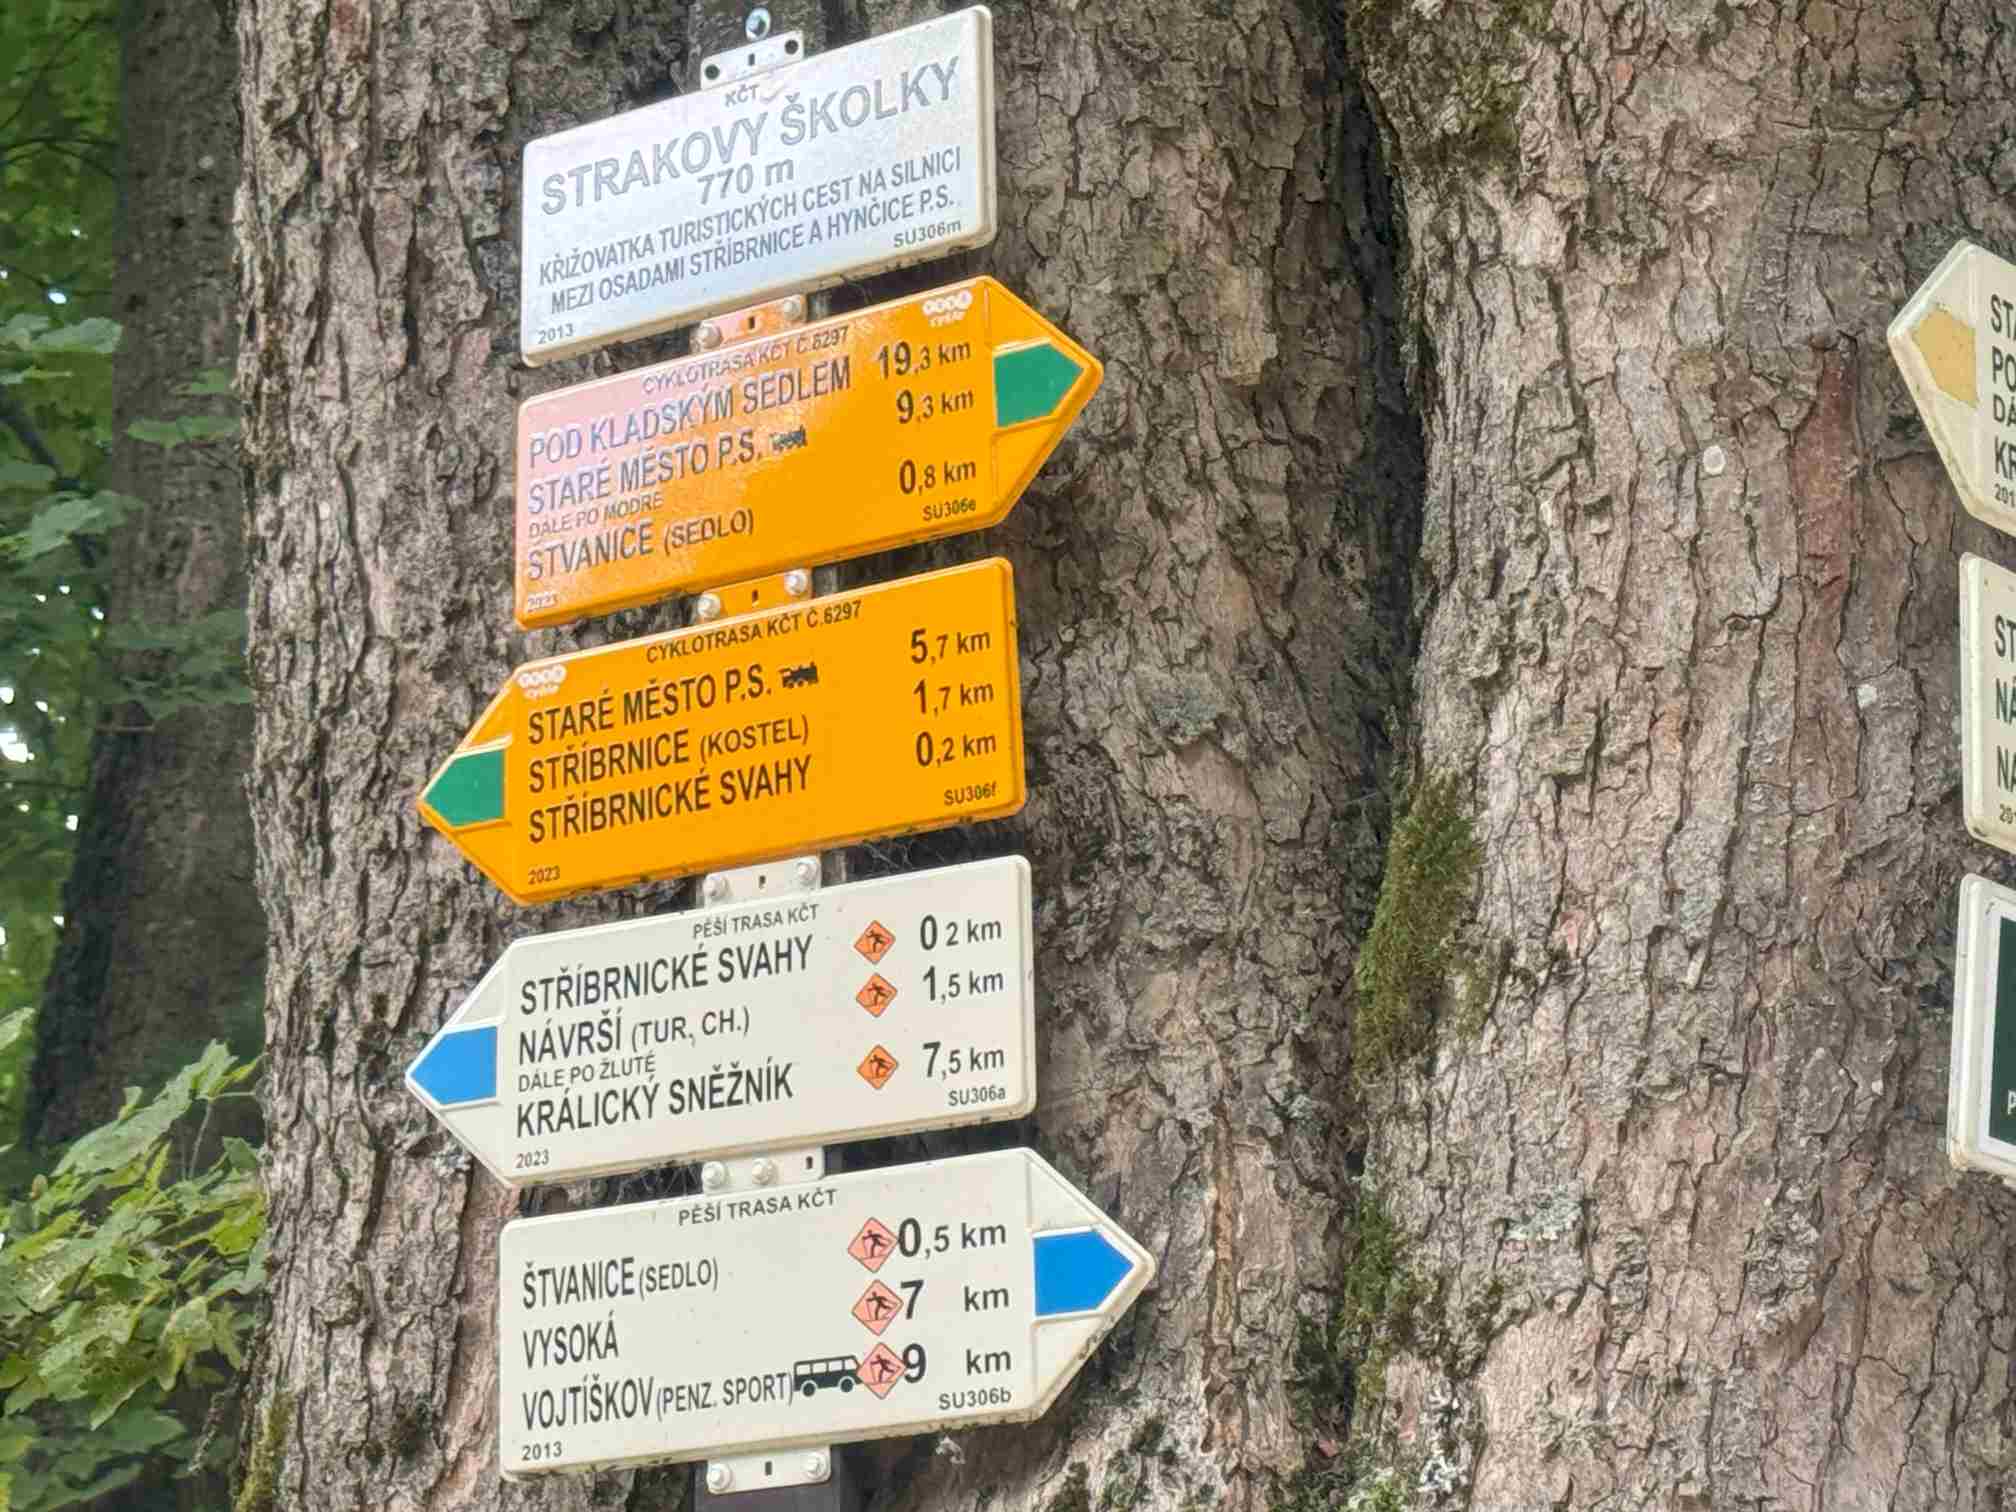 KČT
STRAKOVY ŠKOLKY
770 m
KŘIŽOVATKA TURISTICKÝCH CEST NA SILNICI
MEZI OSADAMI STŘÍBRNICE A HYNČICE P.S.
2013 SU306m
CYKLOTRASA KČT Č.6297
POD KLADSKÝM SEDLEM 19,3 km
STARÉ MĚSTO P.S. 9,3 km
DÁLE PO MODRÉ
ŠTVANICE (SEDLO) 0,8 km
2023 SU306e
CYKLOTRASA KČT Č.6297
STARÉ MĚSTO P.S. 5,7 km
STŘÍBRNICE (KOSTEL) 1,7 km
STŘÍBRNICKÉ SVAHY 0,2 km
2023 SU306f
PĚŠÍ TRASA KČT
STŘÍBRNICKÉ SVAHY 0 2 km
NÁVRŠÍ (TUR. CH.) 1,5 km
DÁLE PO ŽLUTÉ
KRÁLICKÝ SNĚŽNÍK 7,5 km
2023 SU306a
PĚŠÍ TRASA KČT
ŠTVANICE (SEDLO) 0,5 km
VYSOKÁ 7 km
VOJTÍŠKOV (PENZ. SPORT) 9 km
2013 SU306b